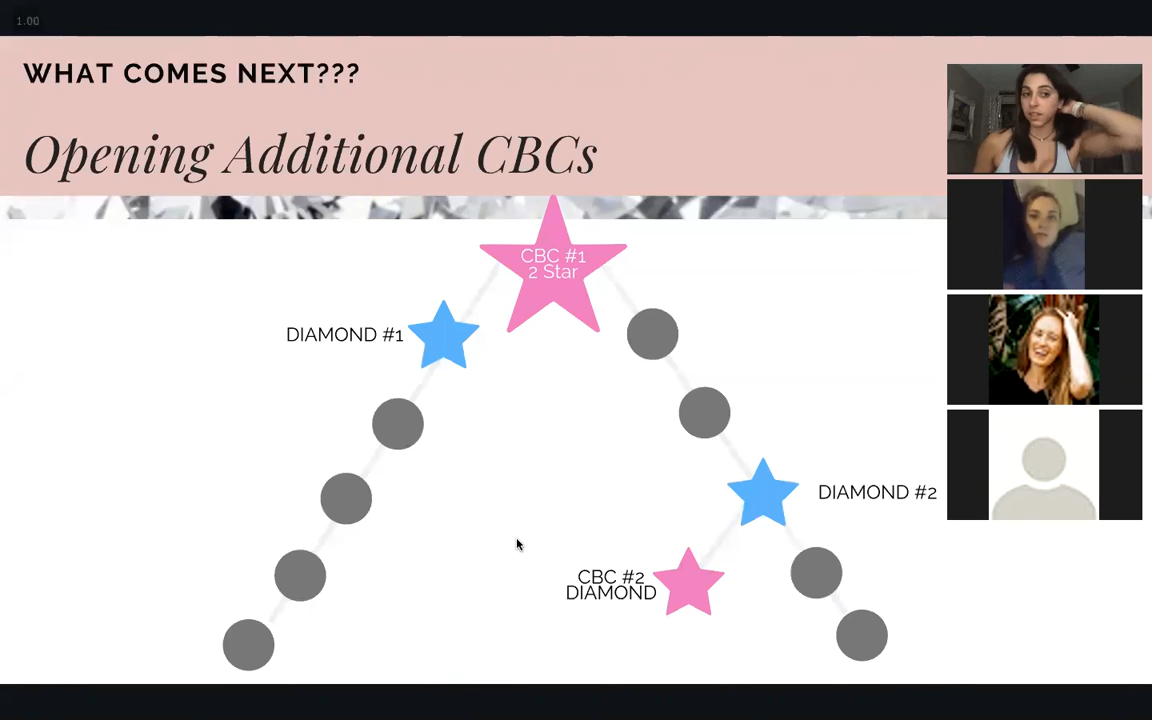 1.00
WHAT COMES NEXT???
Opening Additional CBCs
CBC #1
2 Star
DIAMOND #1
DIAMOND #2
CBC #2
DIAMOND